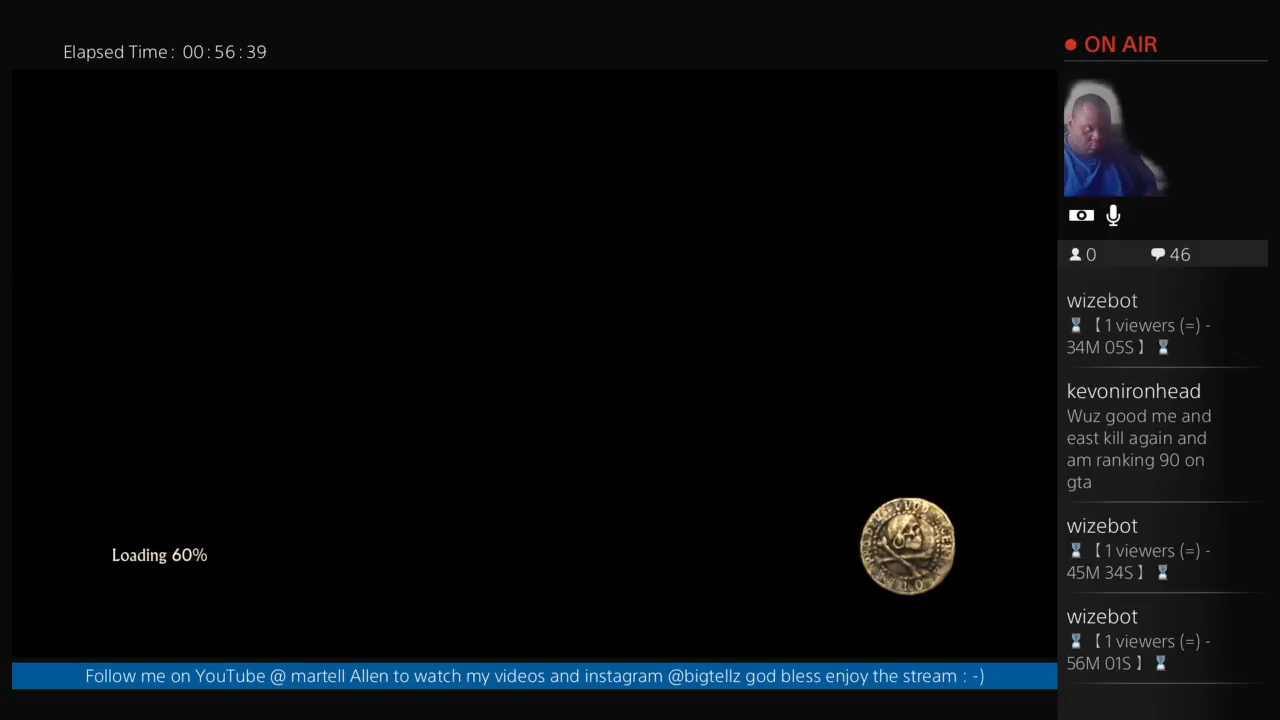 Elapsed Time: 00:56:39
ON AIR
0 46
wizebot
⌛【1 viewers (=) -
34M 05S】⌛
kevonironhead
Wuz good me and
east kill again and
am ranking 90 on
gta
wizebot
⌛【1 viewers (=) -
45M 34S】⌛
wizebot
⌛【1 viewers (=) -
56M 01S】⌛
Loading 60%
Follow me on YouTube @ martell Allen to watch my videos and instagram @bigtellz god bless enjoy the stream : -)